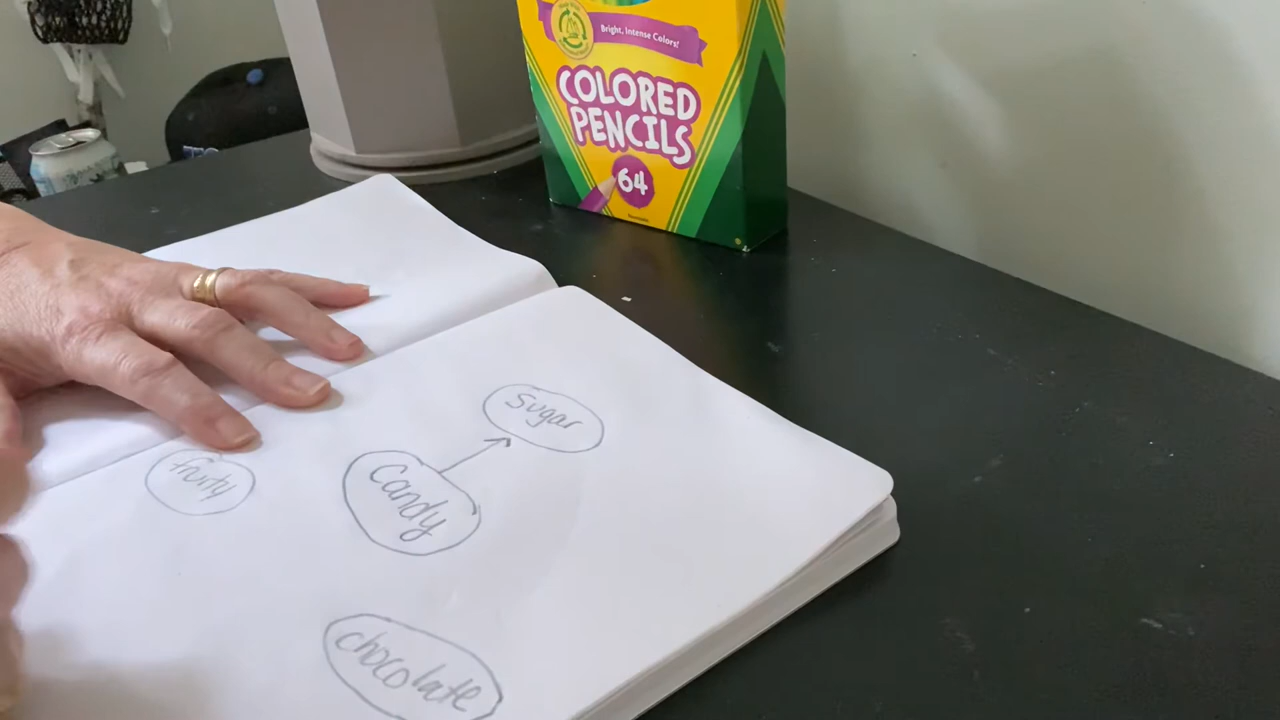 Bright, Intense Colors!
COLORED
PENCILS
64
Sugar
Candy
fruity
chocolate